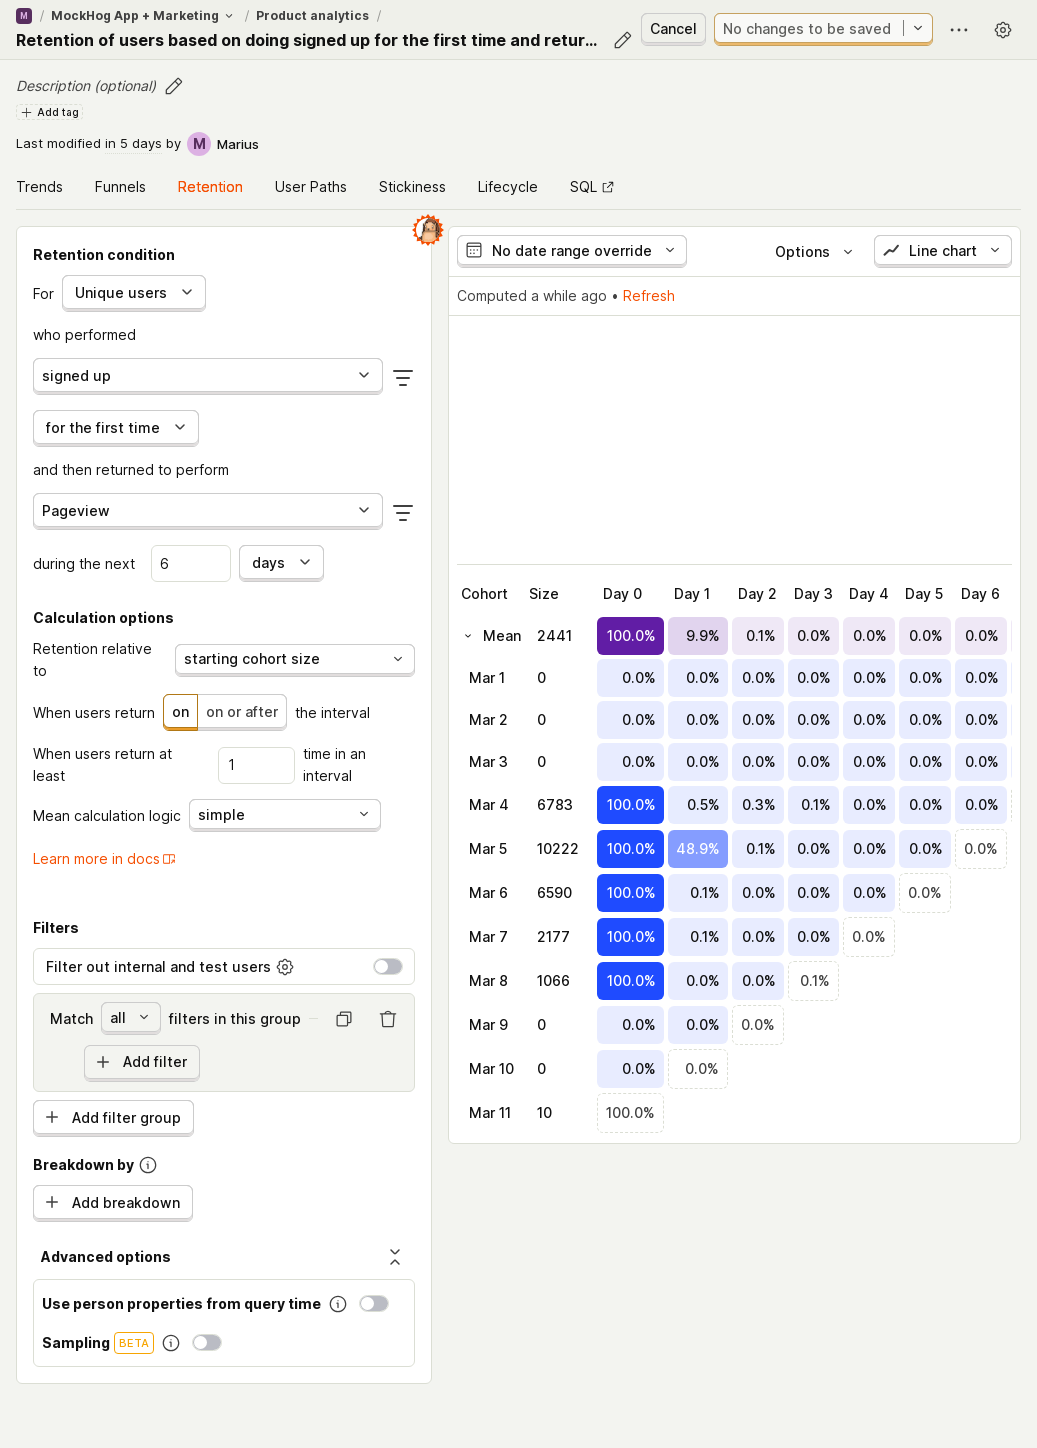 M / MockHog App + Marketing / Product analytics /
Retention of users based on doing signed up for the first time and retur...
Cancel
No changes to be saved
Description (optional)
Add tag
Last modified in 5 days by M Marius
Trends Funnels Retention User Paths Stickiness Lifecycle SQL
Retention condition
For Unique users
who performed
signed up
for the first time
and then returned to perform
Pageview
during the next 6 days
Calculation options
Retention relative
to
starting cohort size
When users return on on or after the interval
When users return at
least
1
time in an
interval
Mean calculation logic simple
Learn more in docs
Filters
Filter out internal and test users
Match all filters in this group
Add filter
Add filter group
Breakdown by
Add breakdown
Advanced options
Use person properties from query time
Sampling BETA
No date range override Options Line chart
Computed a while ago • Refresh
Cohort Size Day 0 Day 1 Day 2 Day 3 Day 4 Day 5 Day 6
Mean 2441 100.0% 9.9% 0.1% 0.0% 0.0% 0.0% 0.0%
Mar 1 0 0.0% 0.0% 0.0% 0.0% 0.0% 0.0% 0.0%
Mar 2 0 0.0% 0.0% 0.0% 0.0% 0.0% 0.0% 0.0%
Mar 3 0 0.0% 0.0% 0.0% 0.0% 0.0% 0.0% 0.0%
Mar 4 6783 100.0% 0.5% 0.3% 0.1% 0.0% 0.0% 0.0%
Mar 5 10222 100.0% 48.9% 0.1% 0.0% 0.0% 0.0% 0.0%
Mar 6 6590 100.0% 0.1% 0.0% 0.0% 0.0% 0.0%
Mar 7 2177 100.0% 0.1% 0.0% 0.0% 0.0%
Mar 8 1066 100.0% 0.0% 0.0% 0.1%
Mar 9 0 0.0% 0.0% 0.0%
Mar 10 0 0.0% 0.0%
Mar 11 10 100.0%